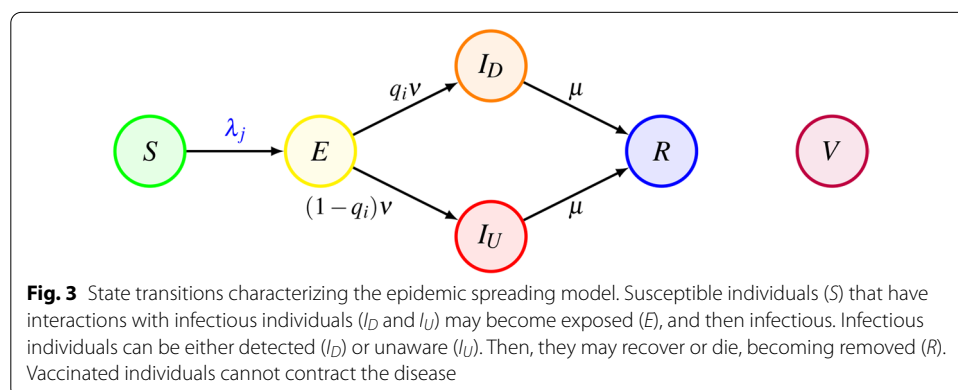 I_D
q_iν
μ
S
λ_j
E
R
V
(1−q_i)ν
μ
I_U
Fig. 3 State transitions characterizing the epidemic spreading model. Susceptible individuals (S) that have
interactions with infectious individuals (I_D and I_U) may become exposed (E), and then infectious. Infectious
individuals can be either detected (I_D) or unaware (I_U). Then, they may recover or die, becoming removed (R).
Vaccinated individuals cannot contract the disease